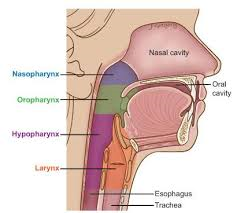 Nasal cavity
Nasopharynx
Oral
cavity
Oropharynx
Hypopharynx
Larynx
Esophagus
Trachea